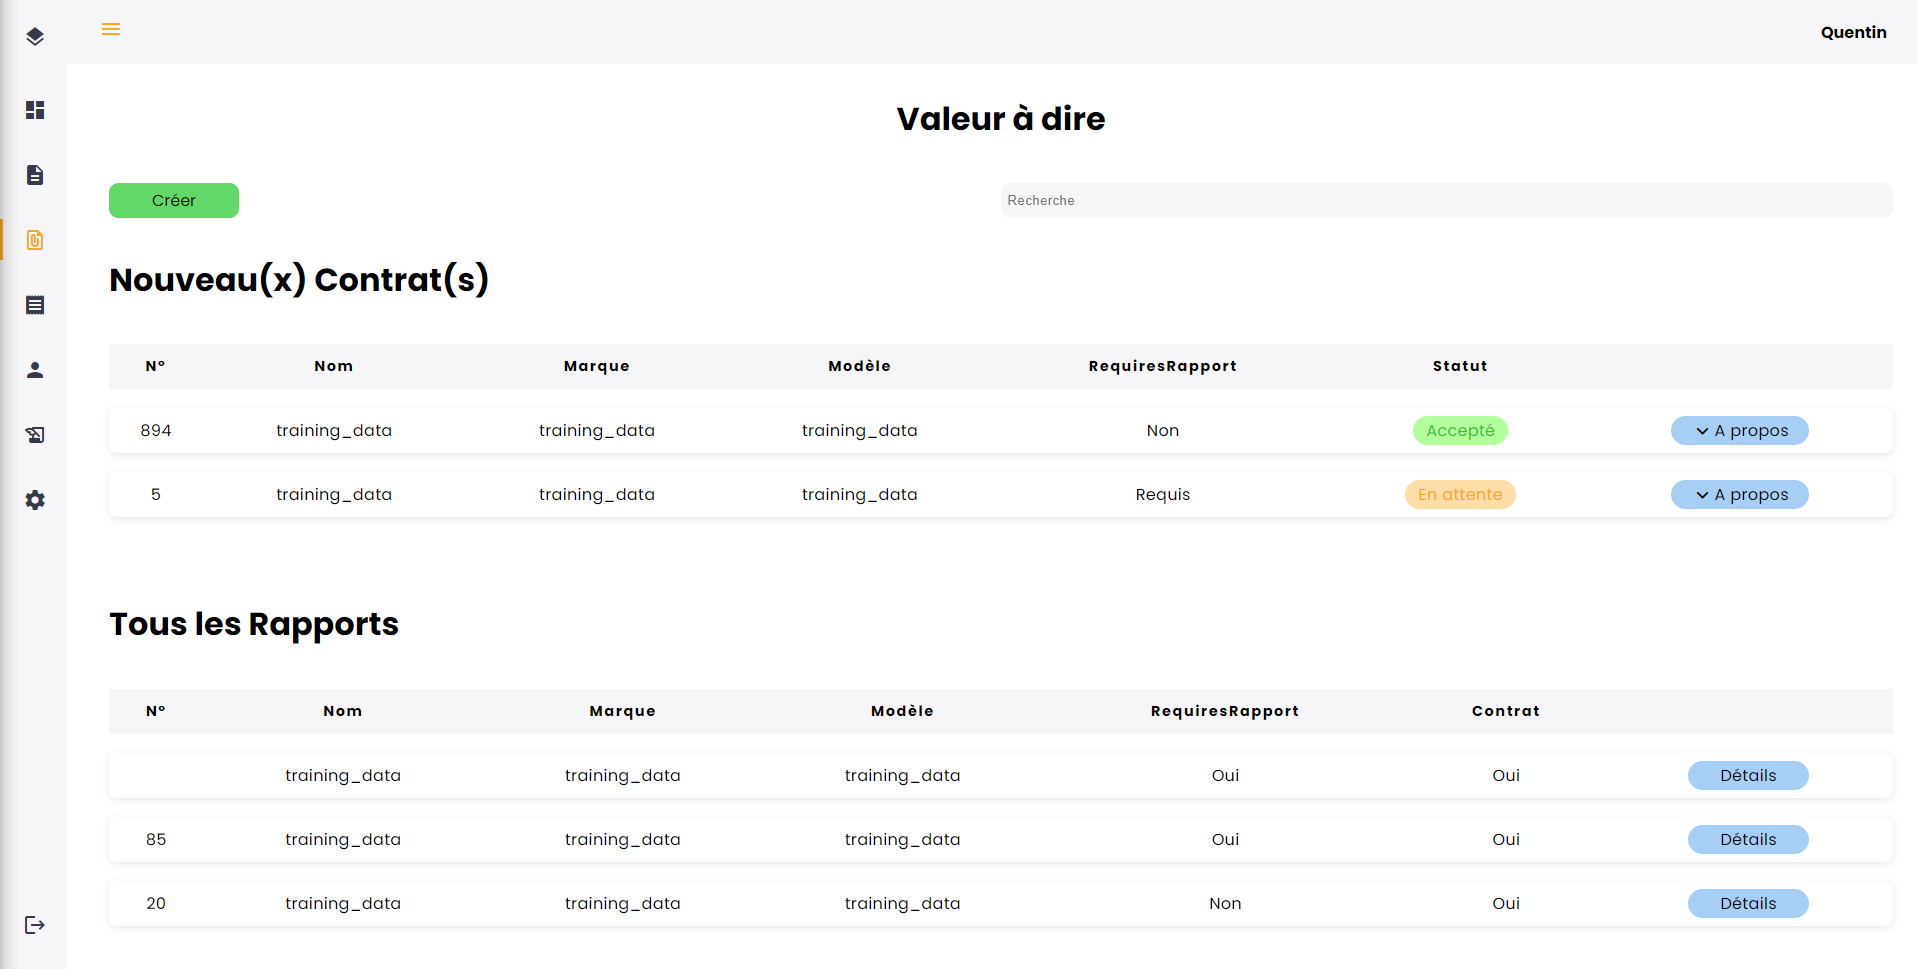 Quentin
Valeur à dire
Créer
Recherche
Nouveau(x) Contrat(s)
N° Nom Marque Modèle RequiresRapport Statut
894 training_data training_data training_data Non Accepté A propos
5 training_data training_data training_data Requis En attente A propos
Tous les Rapports
N° Nom Marque Modèle RequiresRapport Contrat
training_data training_data training_data Oui Oui Détails
85 training_data training_data training_data Oui Oui Détails
20 training_data training_data training_data Non Oui Détails